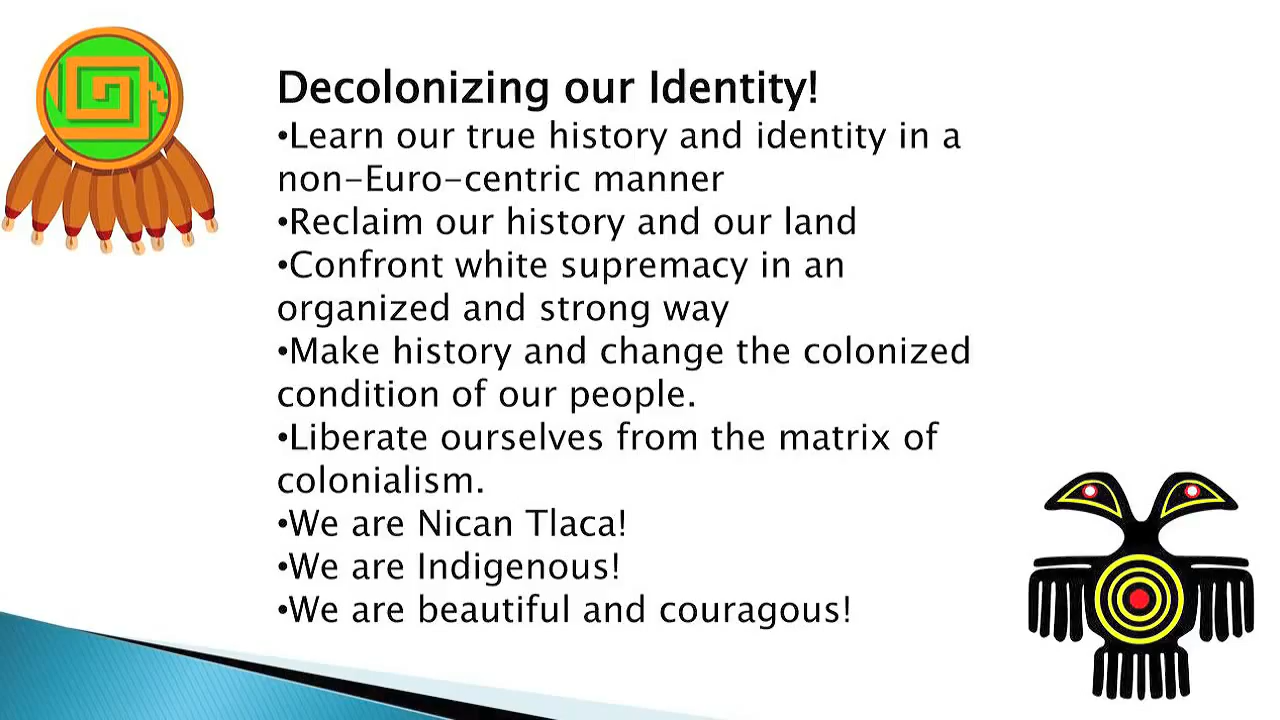 Decolonizing our Identity!
•Learn our true history and identity in a
non-Euro-centric manner
•Reclaim our history and our land
•Confront white supremacy in an
organized and strong way
•Make history and change the colonized
condition of our people.
•Liberate ourselves from the matrix of
colonialism.
•We are Nican Tlaca!
•We are Indigenous!
•We are beautiful and couragous!